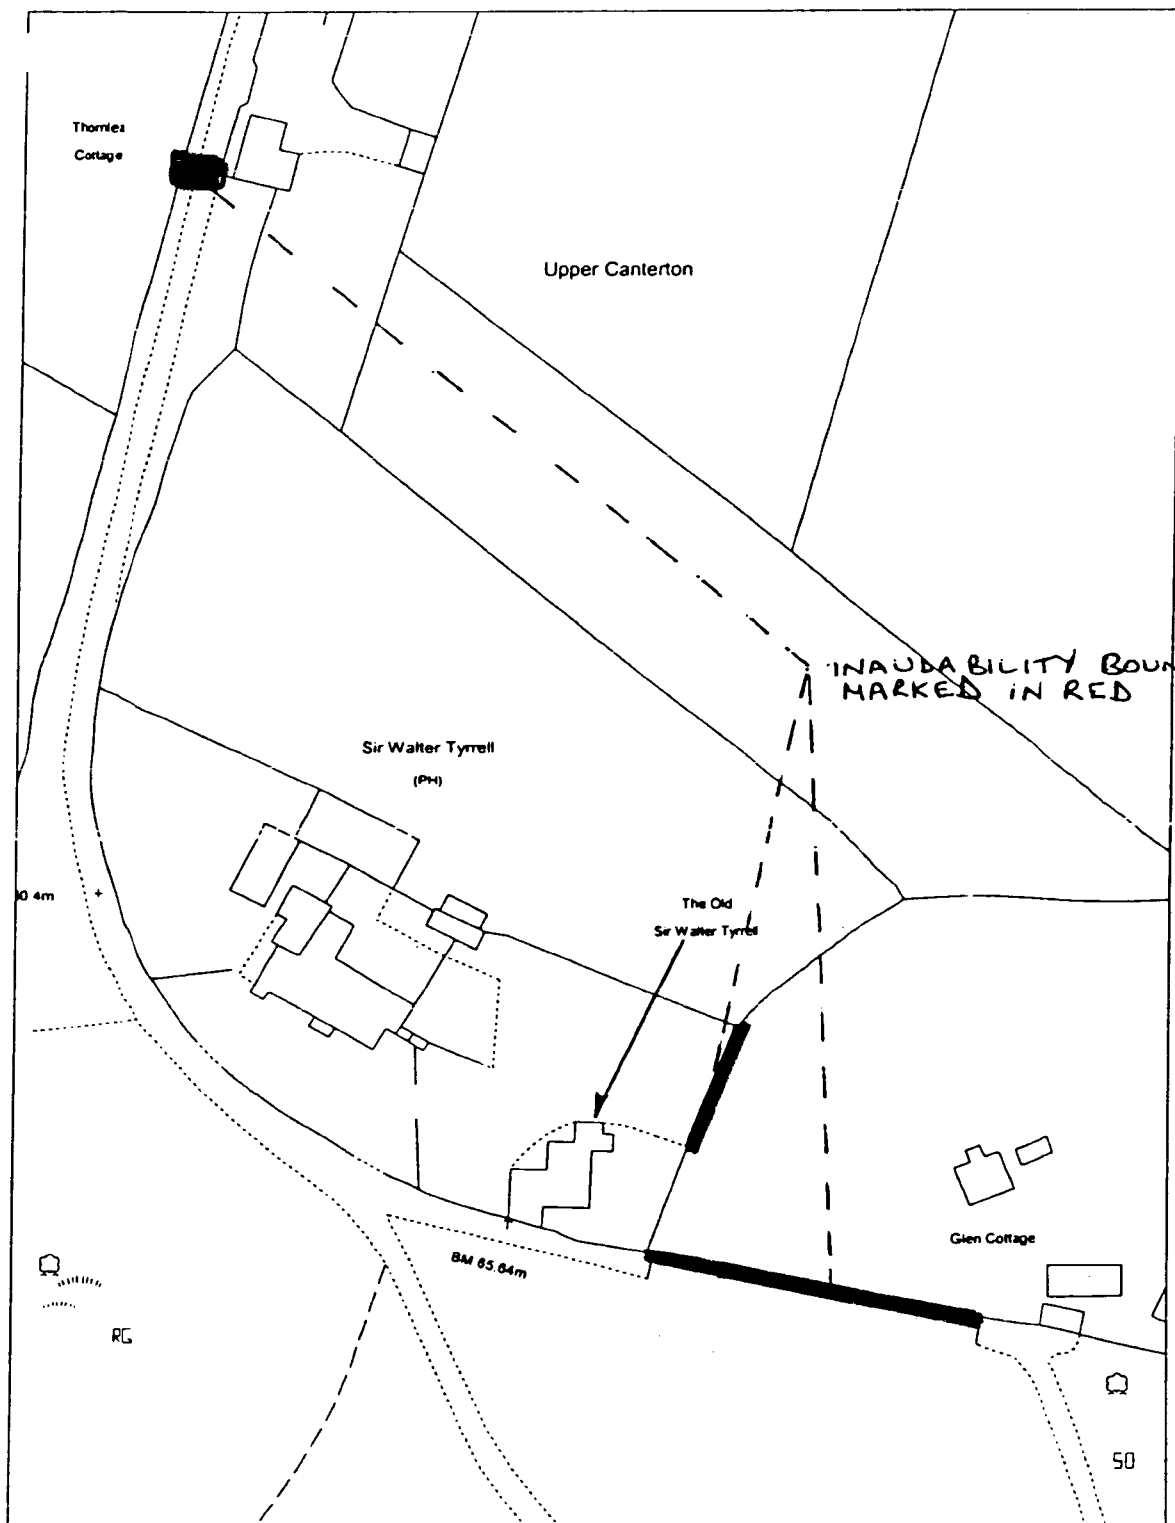 Thornlea
Cottage
Upper Canterton
INAUDABILITY BOUN
MARKED IN RED
Sir Walter Tyrrell
(PH)
0.4m
The Old
Sir Walter Tyrrell
BM 65.64m
Glen Cottage
RG
50